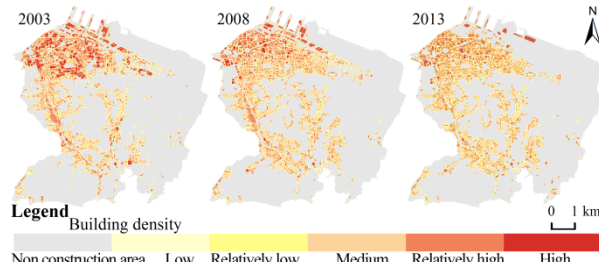 2003 2008 2013 N
Legend
Building density
0 1 km
Non construction area Low Relatively low Medium Relatively high High